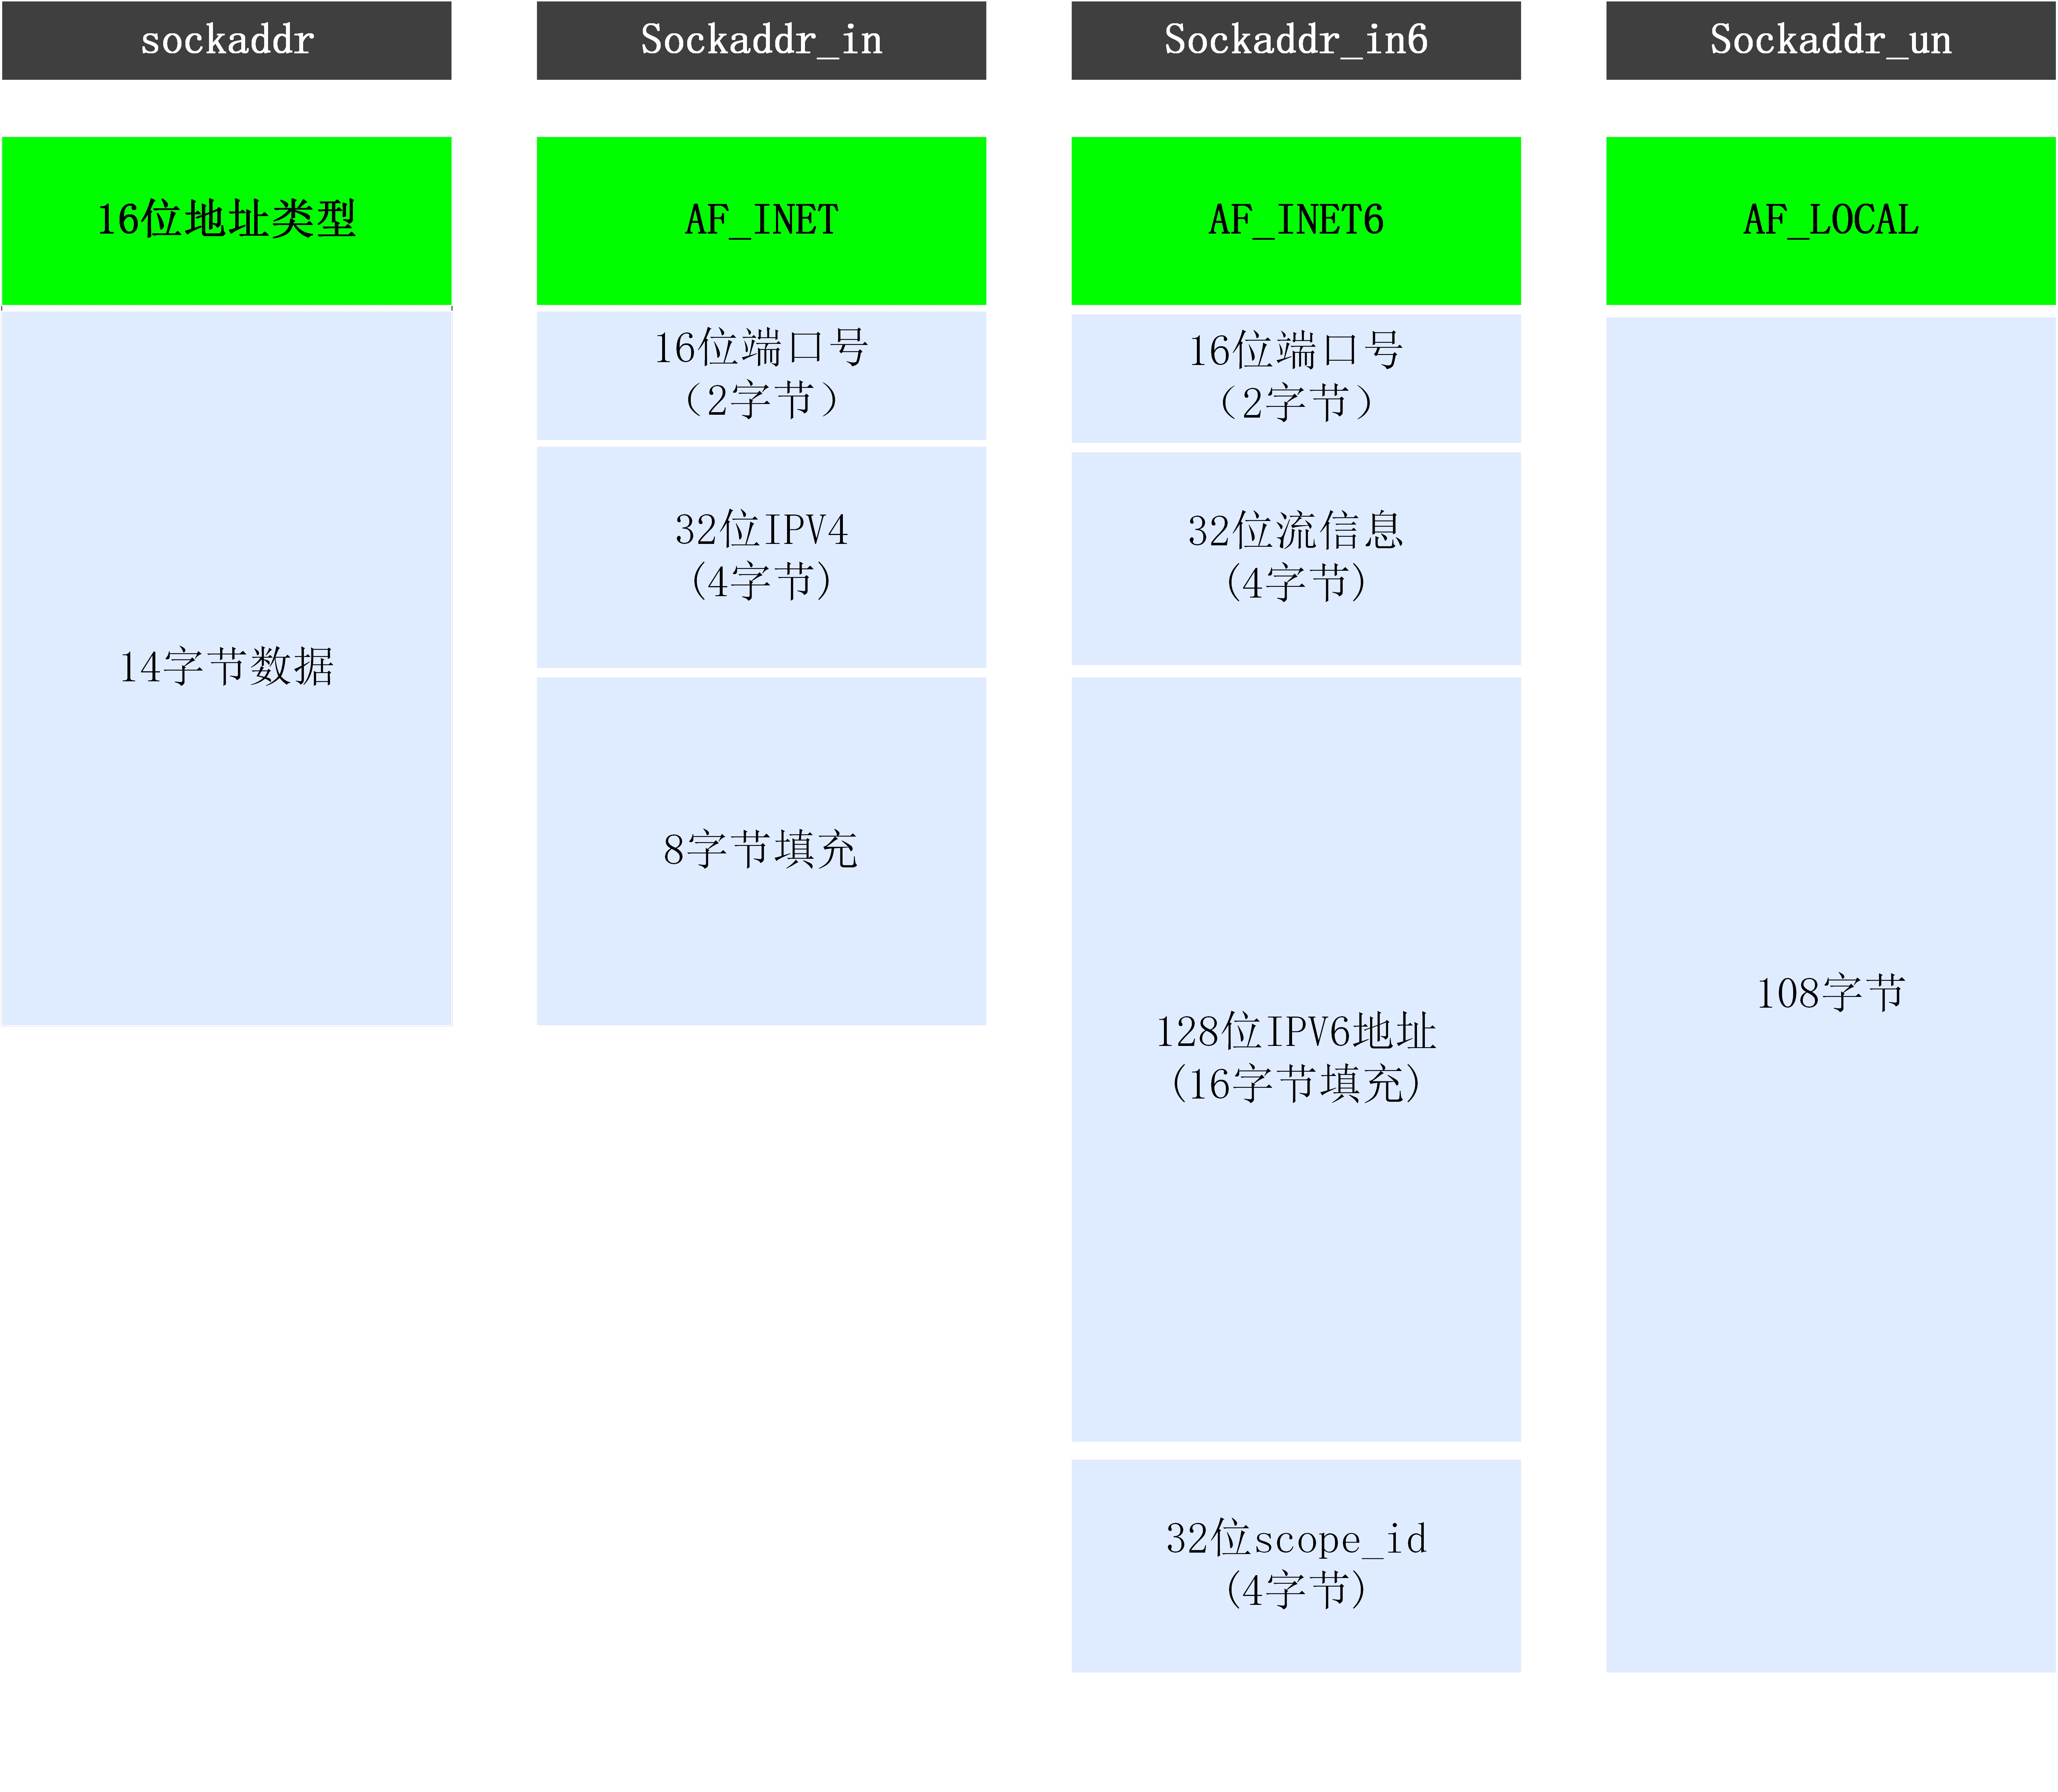 sockaddr
16位地址类型
14字节数据
Sockaddr_in
AF_INET
16位端口号
（2字节）
32位IPV4
(4字节)
8字节填充
Sockaddr_in6
AF_INET6
16位端口号
（2字节）
32位流信息
(4字节)
128位IPV6地址
(16字节填充)
32位scope_id
(4字节)
Sockaddr_un
AF_LOCAL
108字节